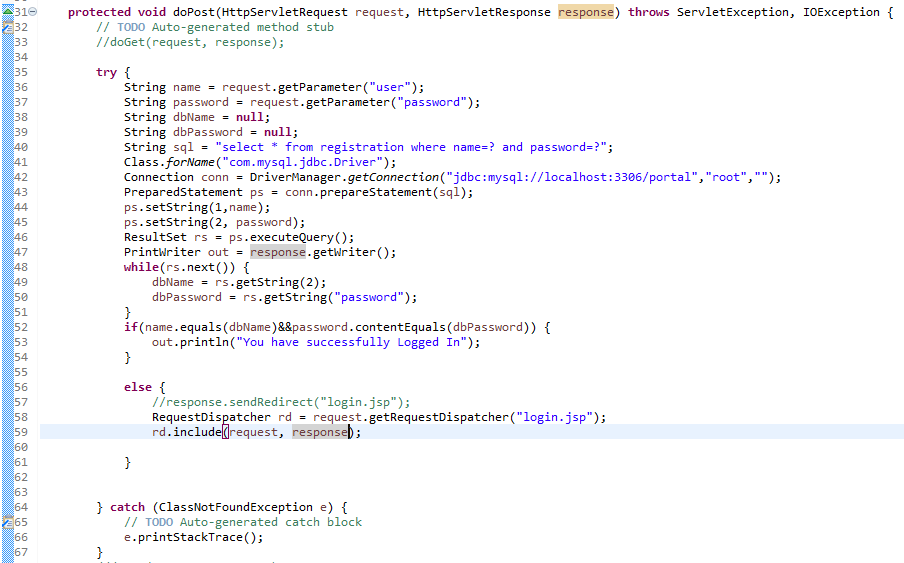 31 protected void doPost(HttpServletRequest request, HttpServletResponse response) throws ServletException, IOException {
32 // TODO Auto-generated method stub
33 //doGet(request, response);
34
35 try {
36 String name = request.getParameter("user");
37 String password = request.getParameter("password");
38 String dbName = null;
39 String dbPassword = null;
40 String sql = "select * from registration where name=? and password=?";
41 Class.forName("com.mysql.jdbc.Driver");
42 Connection conn = DriverManager.getConnection("jdbc:mysql://localhost:3306/portal","root","");
43 PreparedStatement ps = conn.prepareStatement(sql);
44 ps.setString(1,name);
45 ps.setString(2, password);
46 ResultSet rs = ps.executeQuery();
47 PrintWriter out = response.getWriter();
48 while(rs.next()) {
49 dbName = rs.getString(2);
50 dbPassword = rs.getString("password");
51 }
52 if(name.equals(dbName)&&password.contentEquals(dbPassword)) {
53 out.println("You have successfully Logged In");
54 }
55
56 else {
57 //response.sendRedirect("login.jsp");
58 RequestDispatcher rd = request.getRequestDispatcher("login.jsp");
59 rd.include(request, response);
60
61 }
62
63
64 } catch (ClassNotFoundException e) {
65 // TODO Auto-generated catch block
66 e.printStackTrace();
67 }